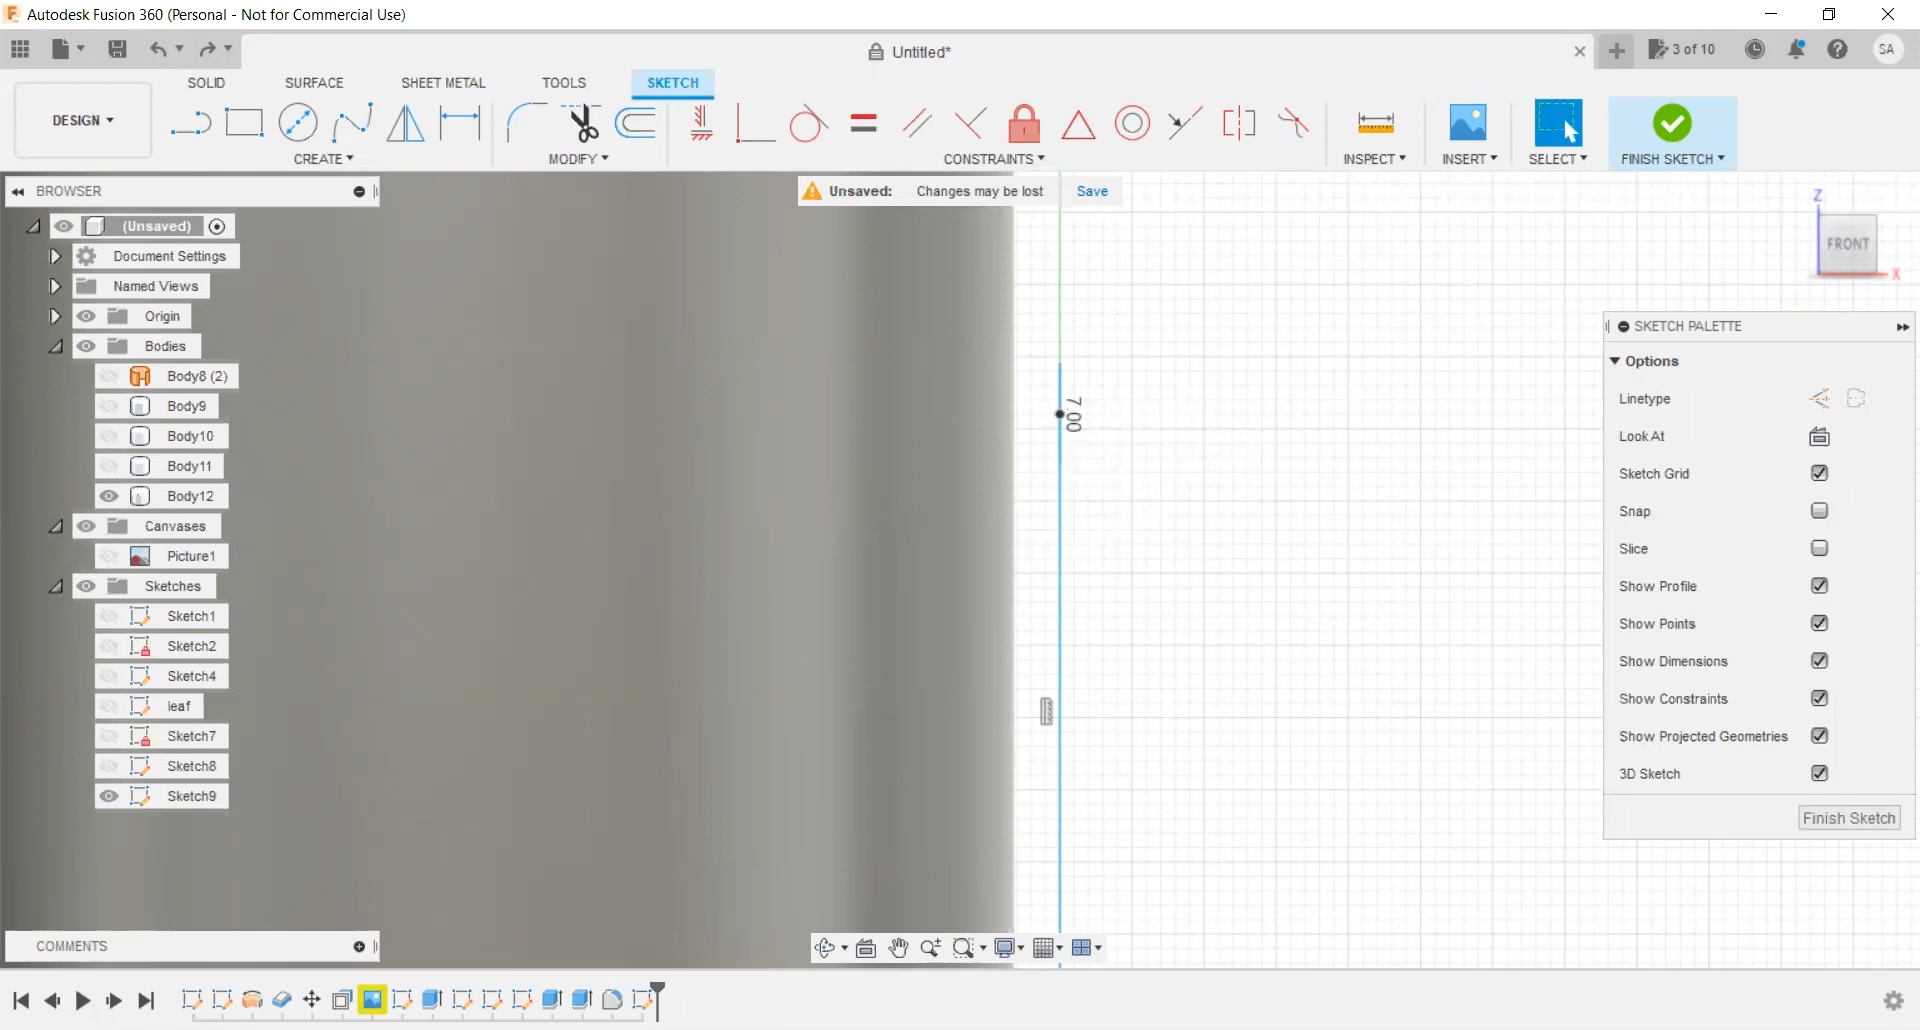 Autodesk Fusion 360 (Personal - Not for Commercial Use)
Untitled*
3 of 10
SA
DESIGN
SOLID
SURFACE
SHEET METAL
TOOLS
SKETCH
CREATE
MODIFY
CONSTRAINTS
INSPECT
INSERT
SELECT
FINISH SKETCH
BROWSER
Unsaved: Changes may be lost Save
(Unsaved)
Document Settings
Named Views
Origin
Bodies
Body8 (2)
Body9
Body10
Body11
Body12
Canvases
Picture1
Sketches
Sketch1
Sketch2
Sketch4
leaf
Sketch7
Sketch8
Sketch9
COMMENTS
7.00
Z
FRONT
X
SKETCH PALETTE
Options
Linetype
Look At
Sketch Grid
Snap
Slice
Show Profile
Show Points
Show Dimensions
Show Constraints
Show Projected Geometries
3D Sketch
Finish Sketch